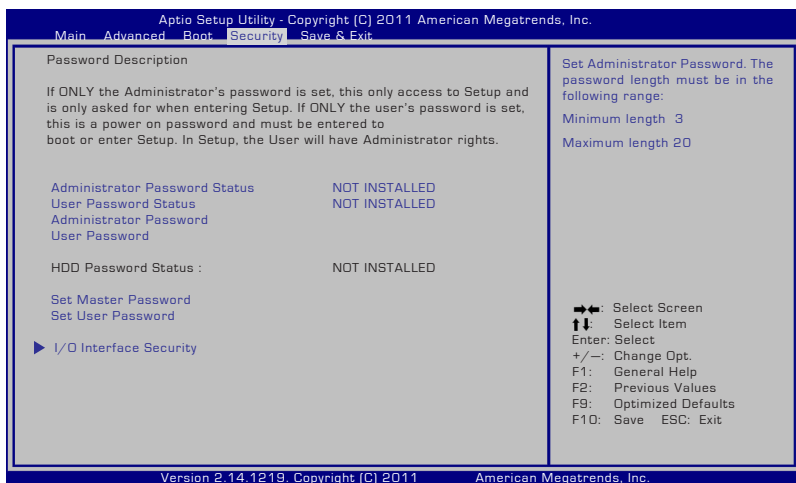 Aptio Setup Utility - Copyright (C) 2011 American Megatrends, Inc.
Main Advanced Boot Security Save & Exit
Password Description
If ONLY the Administrator's password is set, this only access to Setup and
is only asked for when entering Setup. If ONLY the user's password is set,
this is a power on password and must be entered to
boot or enter Setup. In Setup, the User will have Administrator rights.
Administrator Password Status NOT INSTALLED
User Password Status NOT INSTALLED
Administrator Password
User Password
HDD Password Status : NOT INSTALLED
Set Master Password
Set User Password
I/O Interface Security
Set Administrator Password. The
password length must be in the
following range:
Minimum length 3
Maximum length 20
→←: Select Screen
↑↓: Select Item
Enter: Select
+/—: Change Opt.
F1: General Help
F2: Previous Values
F9: Optimized Defaults
F10: Save ESC: Exit
Version 2.14.1219. Copyright (C) 2011 American Megatrends, Inc.